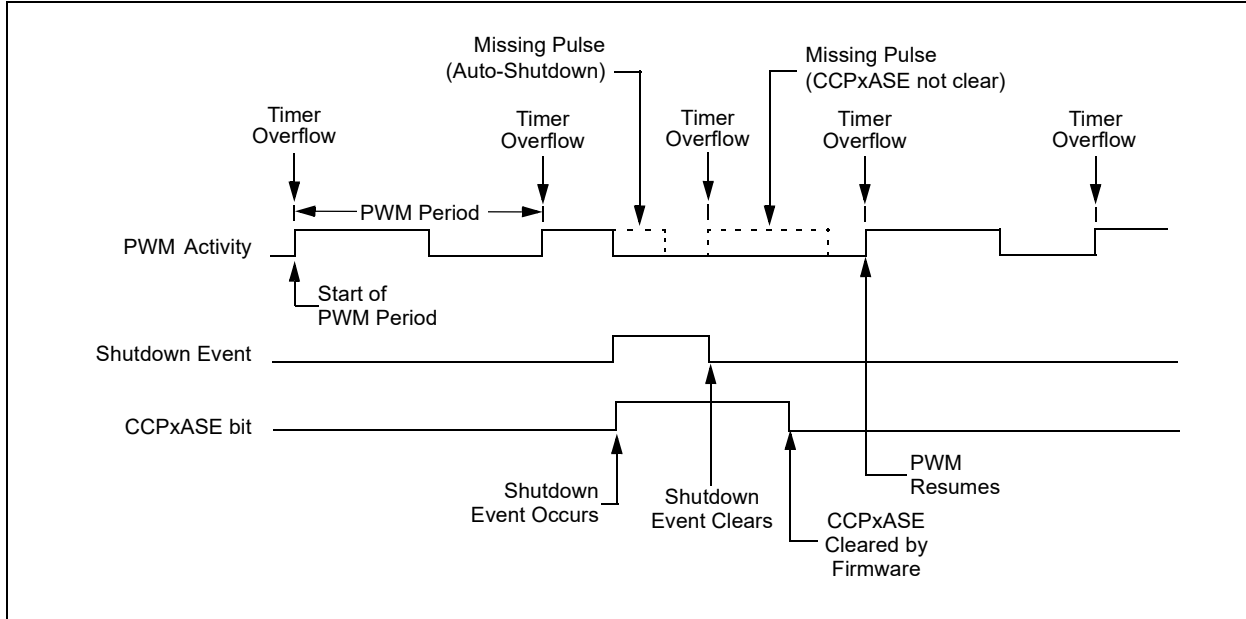 Missing Pulse
(Auto-Shutdown)
Missing Pulse
(CCPxASE not clear)
Timer
Overflow
Timer
Overflow
Timer
Overflow
Timer
Overflow
Timer
Overflow
PWM Period
PWM Activity
Start of
PWM Period
Shutdown Event
CCPxASE bit
Shutdown
Event Occurs
Shutdown
Event Clears
CCPxASE
Cleared by
Firmware
PWM
Resumes